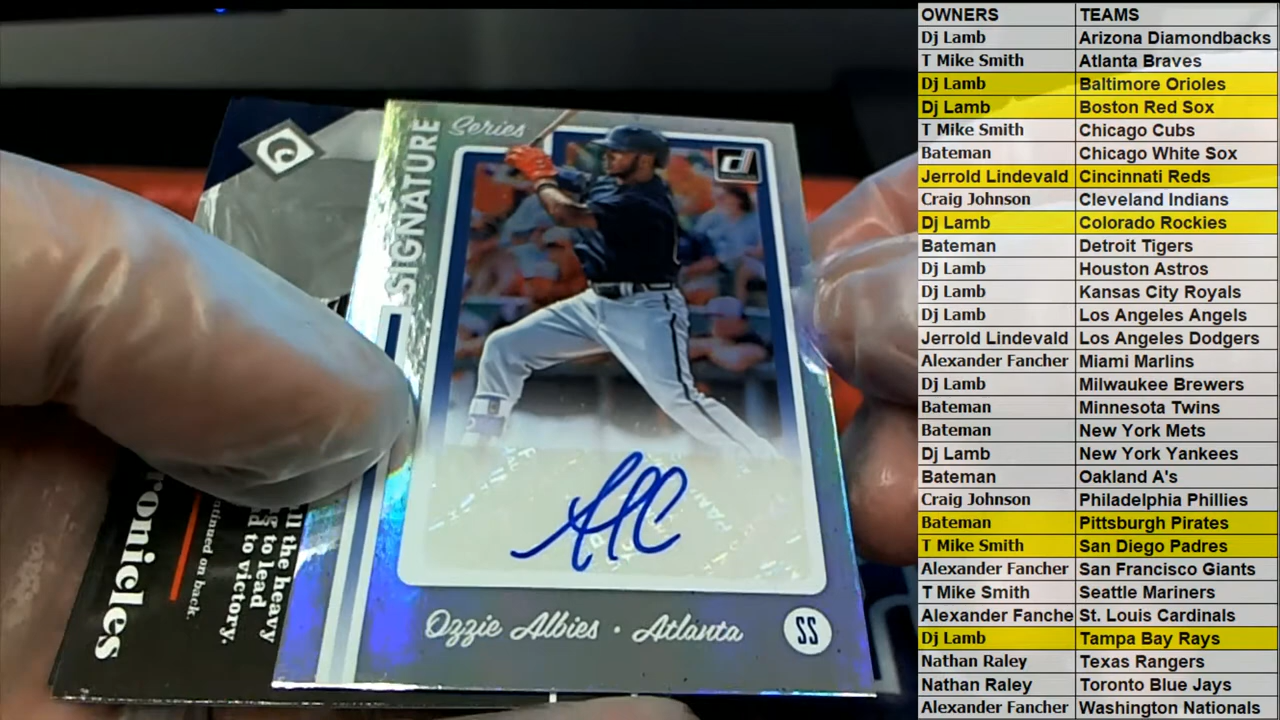 Series
SIGNATURE
d
Ozzie Albies · Atlanta
SS
ronicles
ll the heavy
to lead
d to victory.
ntinued on back.
OWNERS TEAMS
Dj Lamb Arizona Diamondbacks
T Mike Smith Atlanta Braves
Dj Lamb Baltimore Orioles
Dj Lamb Boston Red Sox
T Mike Smith Chicago Cubs
Bateman Chicago White Sox
Jerrold Lindevald Cincinnati Reds
Craig Johnson Cleveland Indians
Dj Lamb Colorado Rockies
Bateman Detroit Tigers
Dj Lamb Houston Astros
Dj Lamb Kansas City Royals
Dj Lamb Los Angeles Angels
Jerrold Lindevald Los Angeles Dodgers
Alexander Fancher Miami Marlins
Dj Lamb Milwaukee Brewers
Bateman Minnesota Twins
Bateman New York Mets
Dj Lamb New York Yankees
Bateman Oakland A's
Craig Johnson Philadelphia Phillies
Bateman Pittsburgh Pirates
T Mike Smith San Diego Padres
Alexander Fancher San Francisco Giants
T Mike Smith Seattle Mariners
Alexander Fanche St. Louis Cardinals
Dj Lamb Tampa Bay Rays
Nathan Raley Texas Rangers
Nathan Raley Toronto Blue Jays
Alexander Fancher Washington Nationals